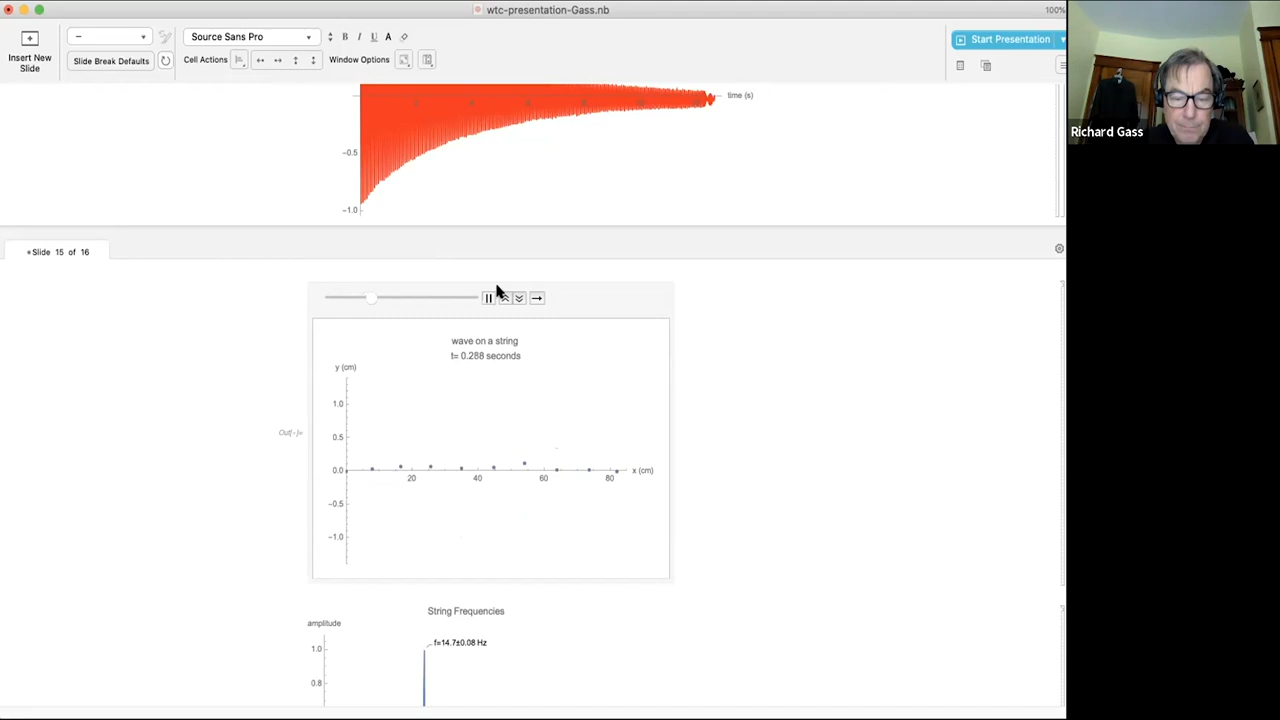 wtc-presentation-Gass.nb
100%
Insert New
Slide
Slide Break Defaults
Source Sans Pro
B I U A
Cell Actions
Window Options
Start Presentation
Richard Gass
time (s)
-0.5
-1.0
Slide 15 of 16
wave on a string
t= 0.288 seconds
y (cm)
1.0
0.5
Out[-]=
0.0
x (cm)
20 40 60 80
-0.5
-1.0
String Frequencies
amplitude
f=14.7±0.08 Hz
1.0
0.8